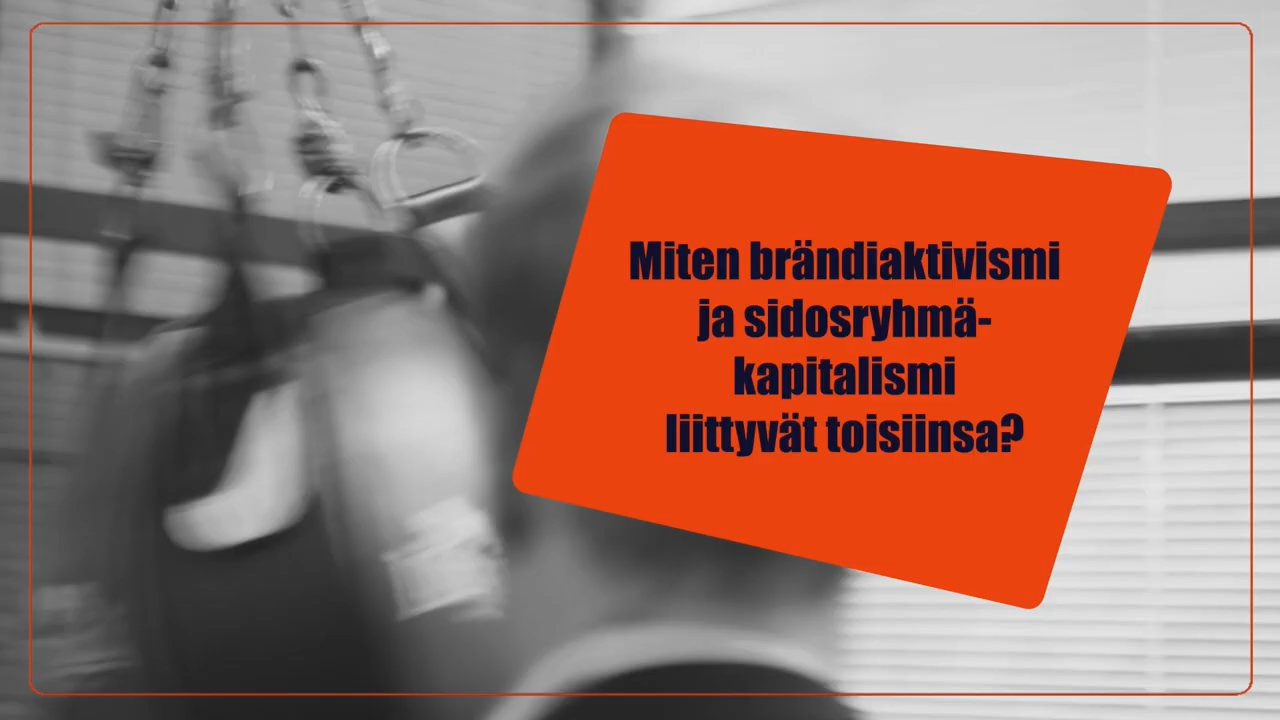 Miten brändiaktivismi
ja sidosryhmä-
kapitalismi
liittyvät toisiinsa?